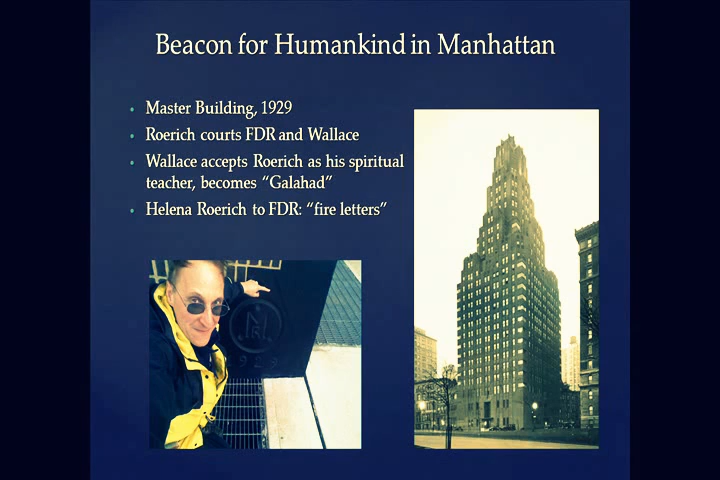 Beacon for Humankind in Manhattan
• Master Building, 1929
• Roerich courts FDR and Wallace
• Wallace accepts Roerich as his spiritual
teacher, becomes “Galahad”
• Helena Roerich to FDR: “fire letters”
1929